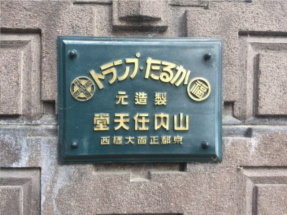 福
かるた・トランプ
製造元
山内任天堂
京都正面大橋西